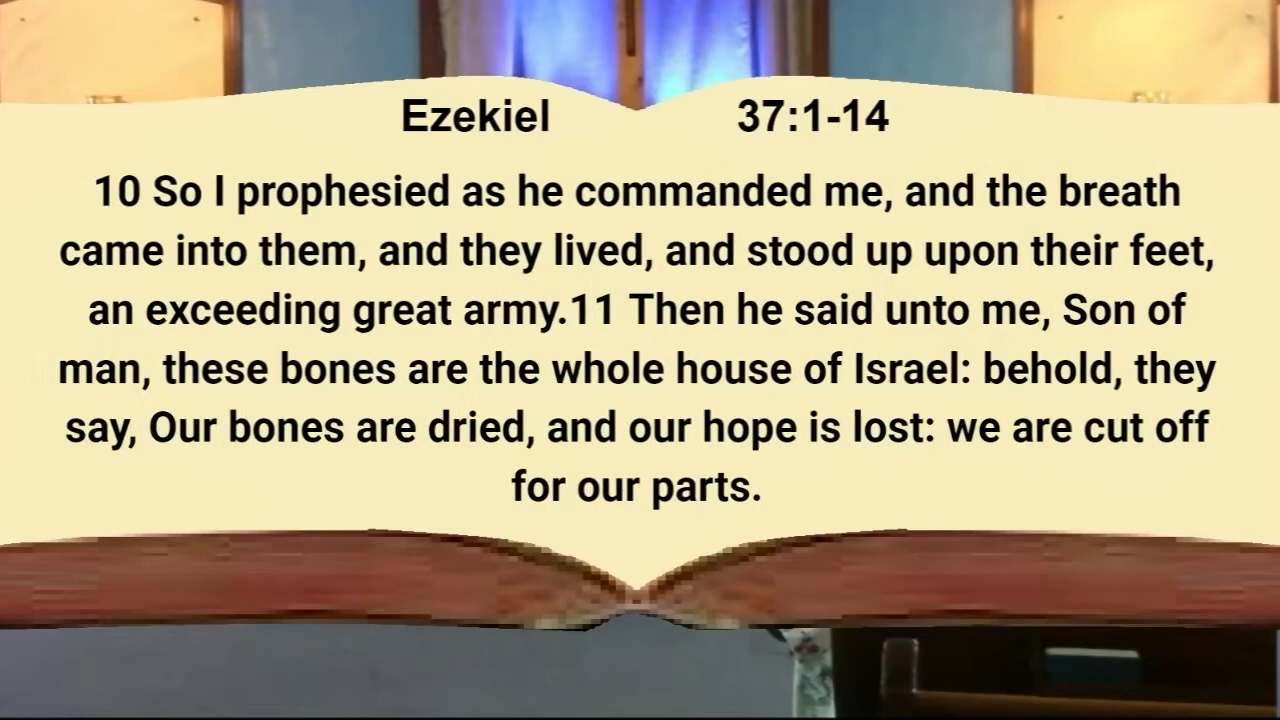 Ezekiel 37:1-14
10 So I prophesied as he commanded me, and the breath
came into them, and they lived, and stood up upon their feet,
an exceeding great army.11 Then he said unto me, Son of
man, these bones are the whole house of Israel: behold, they
say, Our bones are dried, and our hope is lost: we are cut off
for our parts.